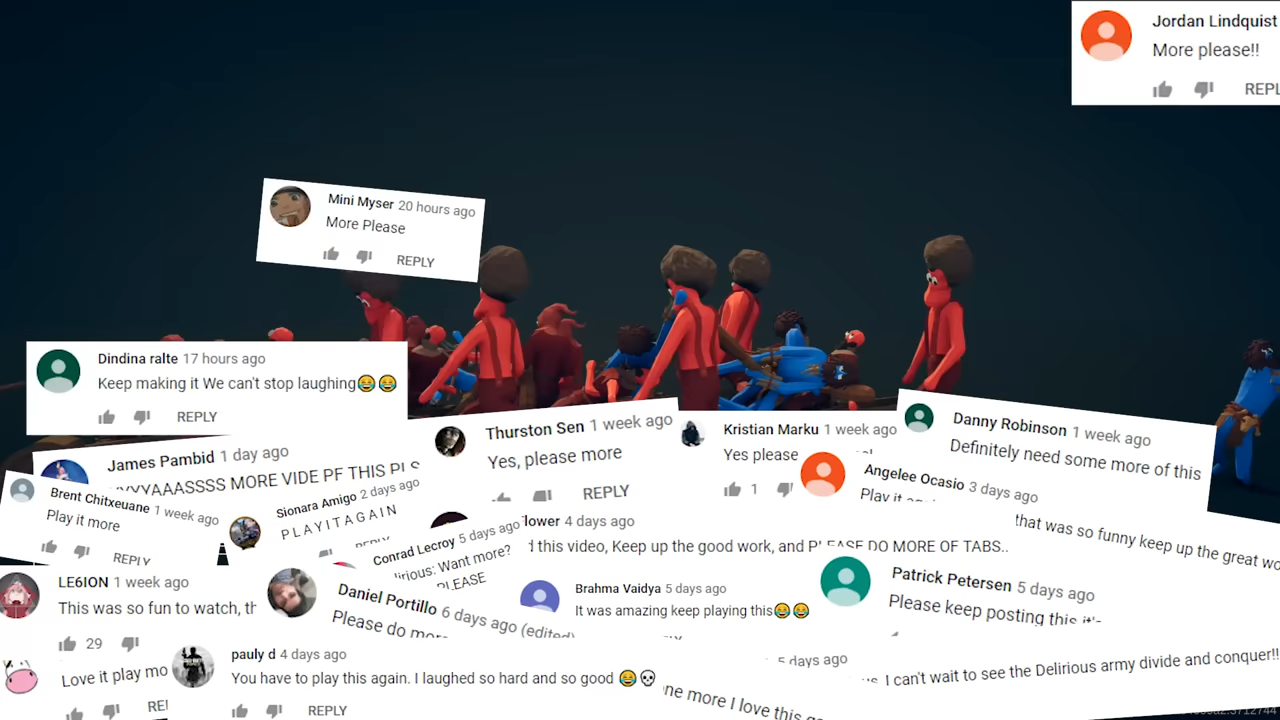 Jordan Lindquist
More please!!
Mini Myser 20 hours ago
More Please
REPLY
Dindina ralte 17 hours ago
Keep making it We can't stop laughing😂😂
REPLY
James Pambid 1 day ago
MORE VIDE PF THIS
Thurston Sen 1 week ago
Yes, please more
REPLY
Kristian Marku 1 week ago
Yes please
1
Danny Robinson 1 week ago
Definitely need some more of this
Angelee Ocasio 3 days ago
Play it
Brent Chitxeuane 1 week ago
Play it more
REPLY
Sionara Amigo 2 days ago
P L A Y I T A G A I N
4 days ago
this video, Keep up the good work, and PLEASE DO MORE OF TABS..
that was so funny keep up the great
Conrad Lecroy 5 days ago
Want more?
PLEASE
LE6ION 1 week ago
This was so fun to watch,
29
Daniel Portillo 6 days ago (edited)
Please do more
Brahma Vaidya 5 days ago
It was amazing keep playing this😂😂
Patrick Petersen 5 days ago
Please keep posting this it's
Love it play
pauly d 4 days ago
You have to play this again. I laughed so hard and so good 😂💀
REPLY
5 days ago
I can't wait to see the Delirious army divide and conquer!!
more I love this